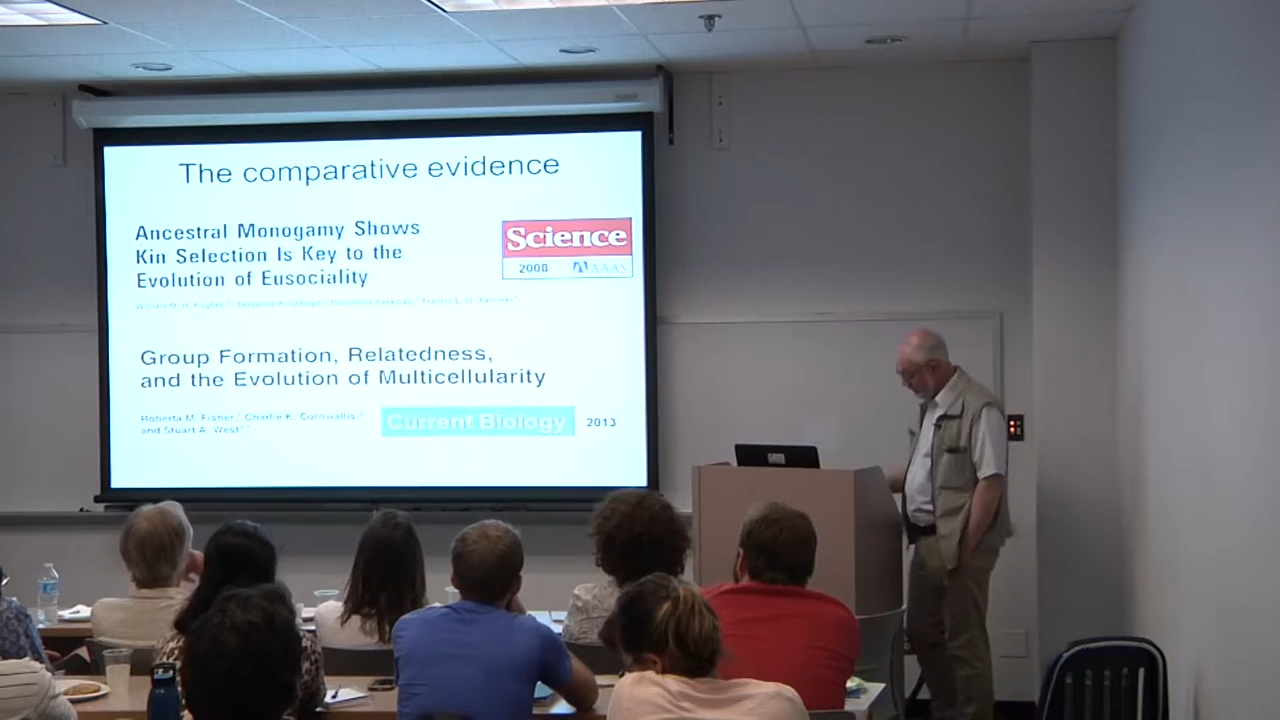 The comparative evidence
Ancestral Monogamy Shows
Kin Selection Is Key to the
Evolution of Eusociality
Science
2008 AAAS
Group Formation, Relatedness,
and the Evolution of Multicellularity
Roberta M. Fisher, Charlie K. Cornwallis,
and Stuart A. West
Current Biology
2013